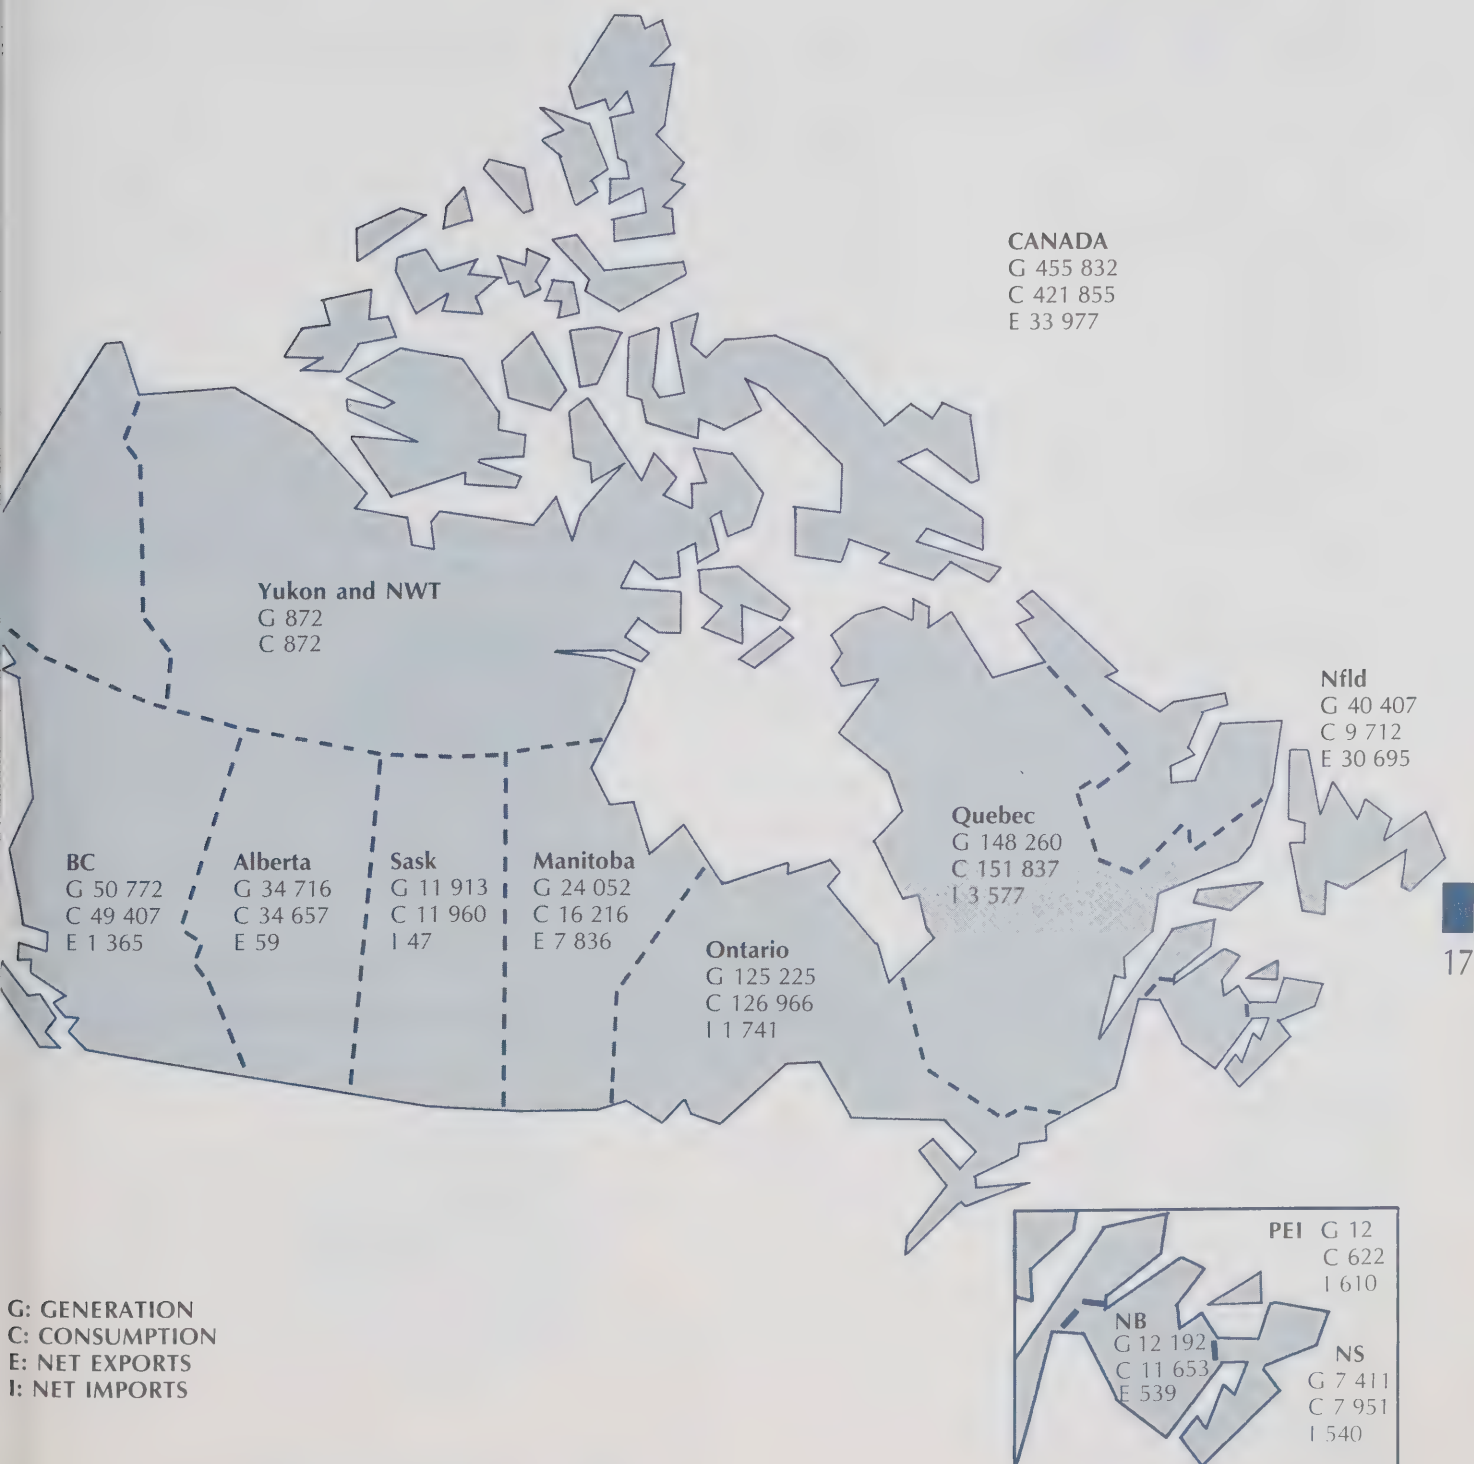 CANADA
G 455 832
C 421 855
E 33 977
Yukon and NWT
G 872
C 872
Nfld
G 40 407
C 9 712
E 30 695
Quebec
G 148 260
C 151 837
I 3 577
BC
G 50 772
C 49 407
E 1 365
Alberta
G 34 716
C 34 657
E 59
Sask
G 11 913
C 11 960
I 47
Manitoba
G 24 052
C 16 216
E 7 836
Ontario
G 125 225
C 126 966
I 1 741
17
PEI G 12
C 622
I 610
NB
G 12 192
C 11 653
E 539
NS
G 7 411
C 7 951
I 540
G: GENERATION
C: CONSUMPTION
E: NET EXPORTS
I: NET IMPORTS